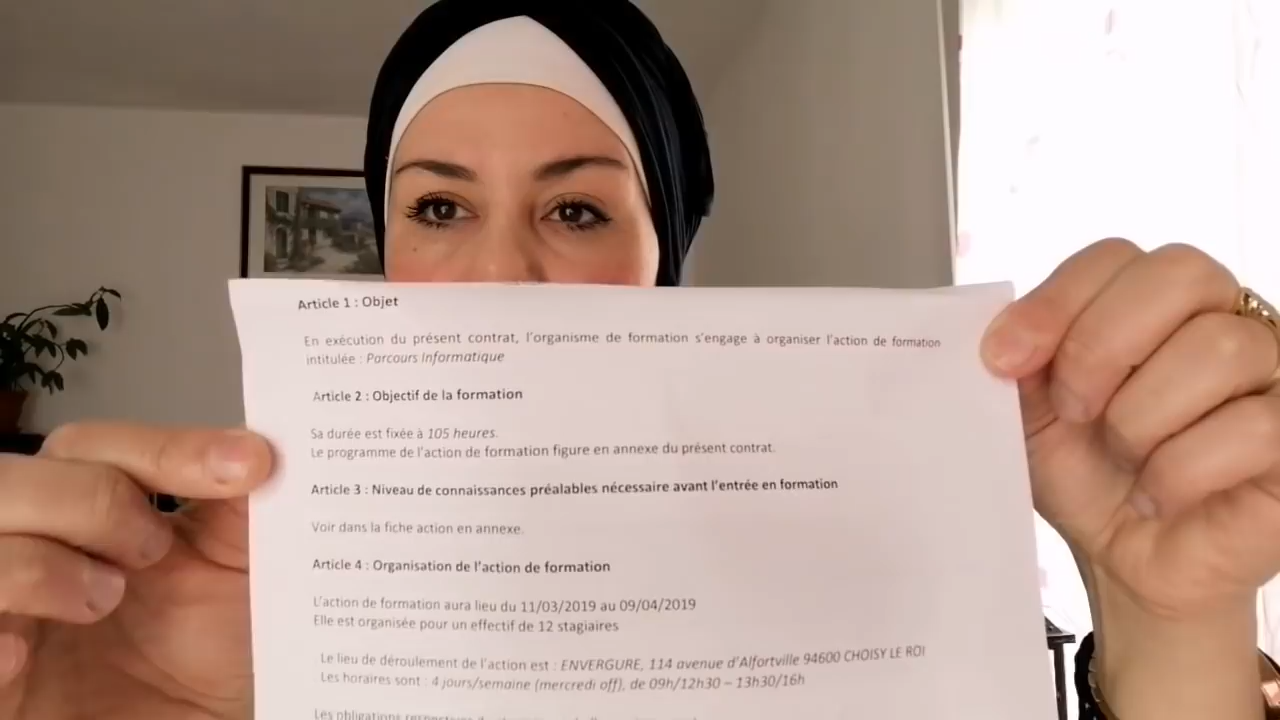 Article 1 : Objet
En exécution du présent contrat, l'organisme de formation s'engage à organiser l'action de formation
intitulée : Parcours Informatique
Article 2 : Objectif de la formation
Sa durée est fixée à 105 heures.
Le programme de l'action de formation figure en annexe du présent contrat.
Article 3 : Niveau de connaissances préalables nécessaire avant l'entrée en formation
Voir dans la fiche action en annexe.
Article 4 : Organisation de l'action de formation
L'action de formation aura lieu du 11/03/2019 au 09/04/2019
Elle est organisée pour un effectif de 12 stagiaires
Le lieu de déroulement de l'action est : ENVERGURE, 114 avenue d'Alfortville 94600 CHOISY LE ROI
Les horaires sont : 4 jours/semaine (mercredi off), de 09h/12h30 – 13h30/16h
Les obligations